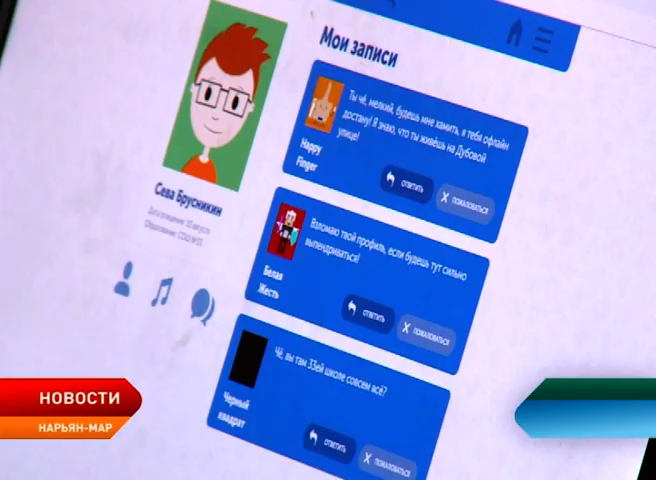 Мои записи
Ты чё, мелкий, будешь мне хамить, я тебя офлайн
достану! Я знаю, что ты живёшь на Дубовой
улице!
Happy
Finger
ОТВЕТИТЬ
ПОЖАЛОВАТЬСЯ
Сева Брусникин
Взломаю твой профиль, если будешь тут сильно
выпендриваться!
Белая
Жесть
ОТВЕТИТЬ
ПОЖАЛОВАТЬСЯ
Чё, вы там 33ей школе совсем всё?
Черный
квадрат
ОТВЕТИТЬ
ПОЖАЛОВАТЬСЯ
НОВОСТИ
НАРЬЯН-МАР